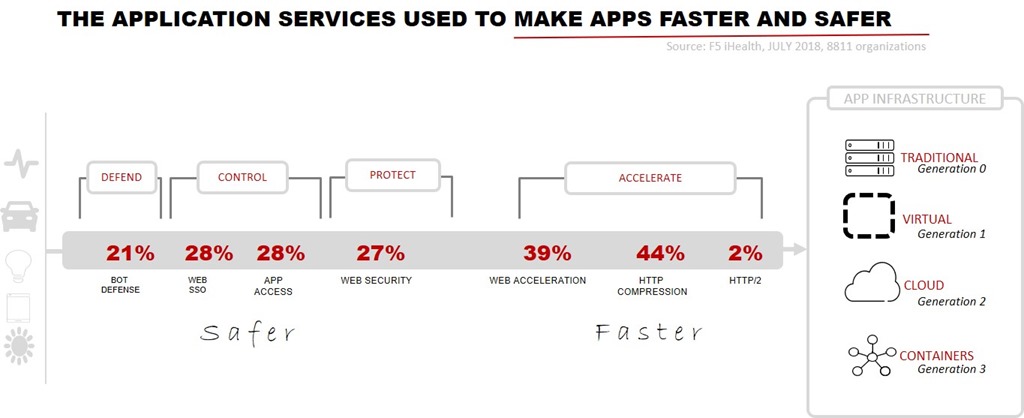 THE APPLICATION SERVICES USED TO MAKE APPS FASTER AND SAFER
Source: F5 iHealth, JULY 2018, 8811 organizations
APP INFRASTRUCTURE
DEFEND
CONTROL
PROTECT
ACCELERATE
21%
28%
28%
27%
39%
44%
2%
BOT
DEFENSE
WEB
SSO
APP
ACCESS
WEB SECURITY
WEB ACCELERATION
HTTP
COMPRESSION
HTTP/2
Safer
Faster
TRADITIONAL
Generation 0
VIRTUAL
Generation 1
CLOUD
Generation 2
CONTAINERS
Generation 3